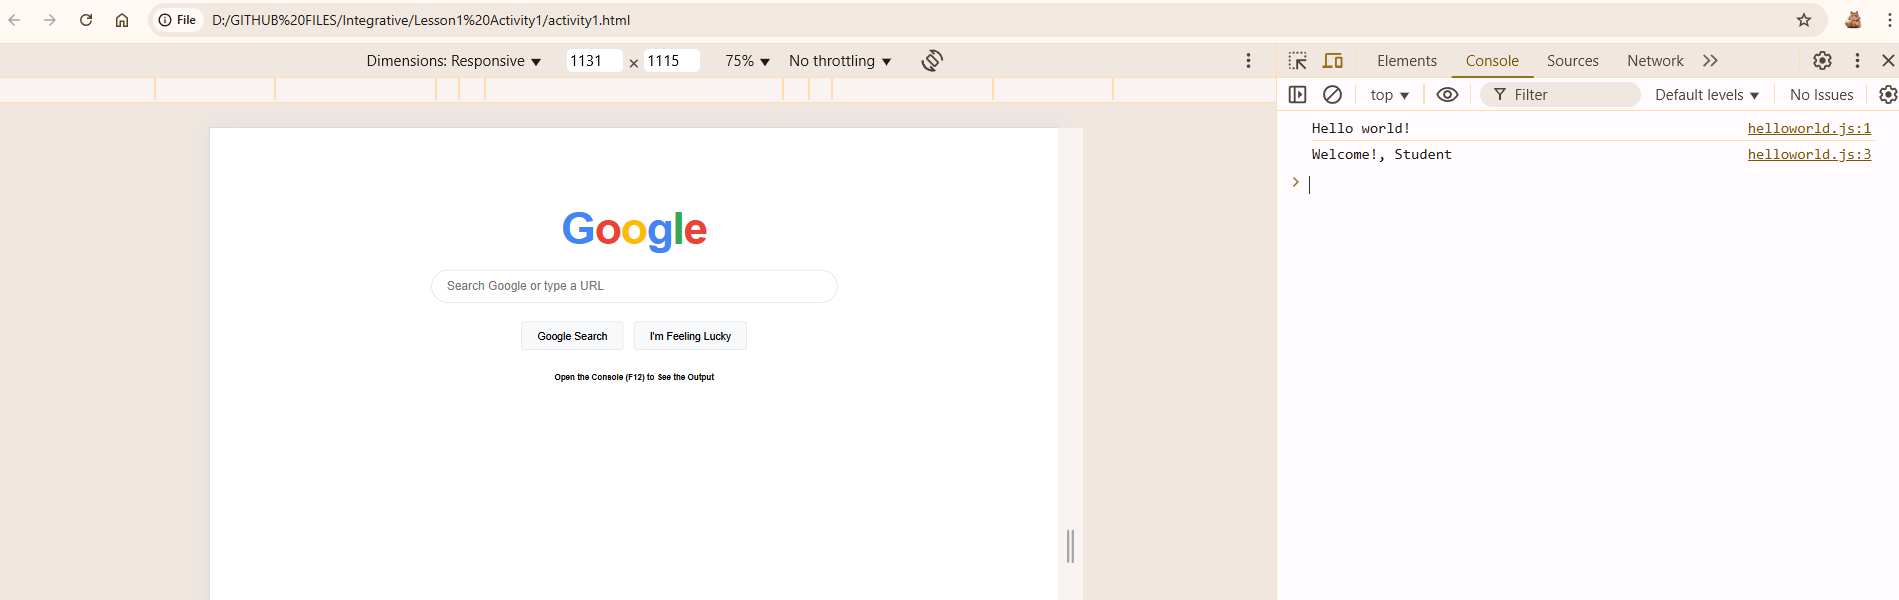 File D:/GITHUB%20FILES/Integrative/Lesson1%20Activity1/activity1.html
Dimensions: Responsive 1131 × 1115 75% No throttling
Elements Console Sources Network
top Filter Default levels No Issues
Hello world! helloworld.js:1
Welcome!, Student helloworld.js:3
Google
Search Google or type a URL
Google Search I'm Feeling Lucky
Open the Console (F12) to See the Output